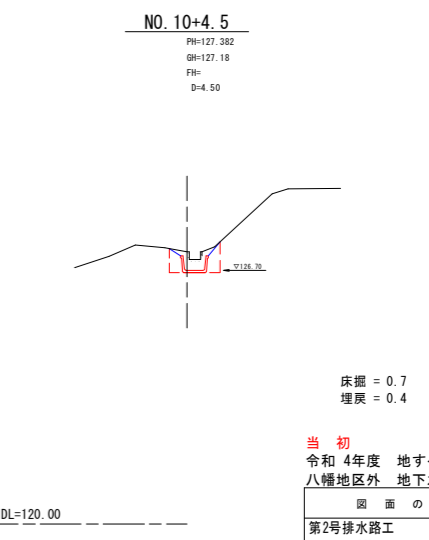 NO.10+4.5
PH=127.382
GH=127.18
FH=
D=4.50
▽126.70
床掘 = 0.7
埋戻 = 0.4
当 初
令和 4年度 地す
八幡地区外 地下
図 面 の
第2号排水路工
DL=120.00